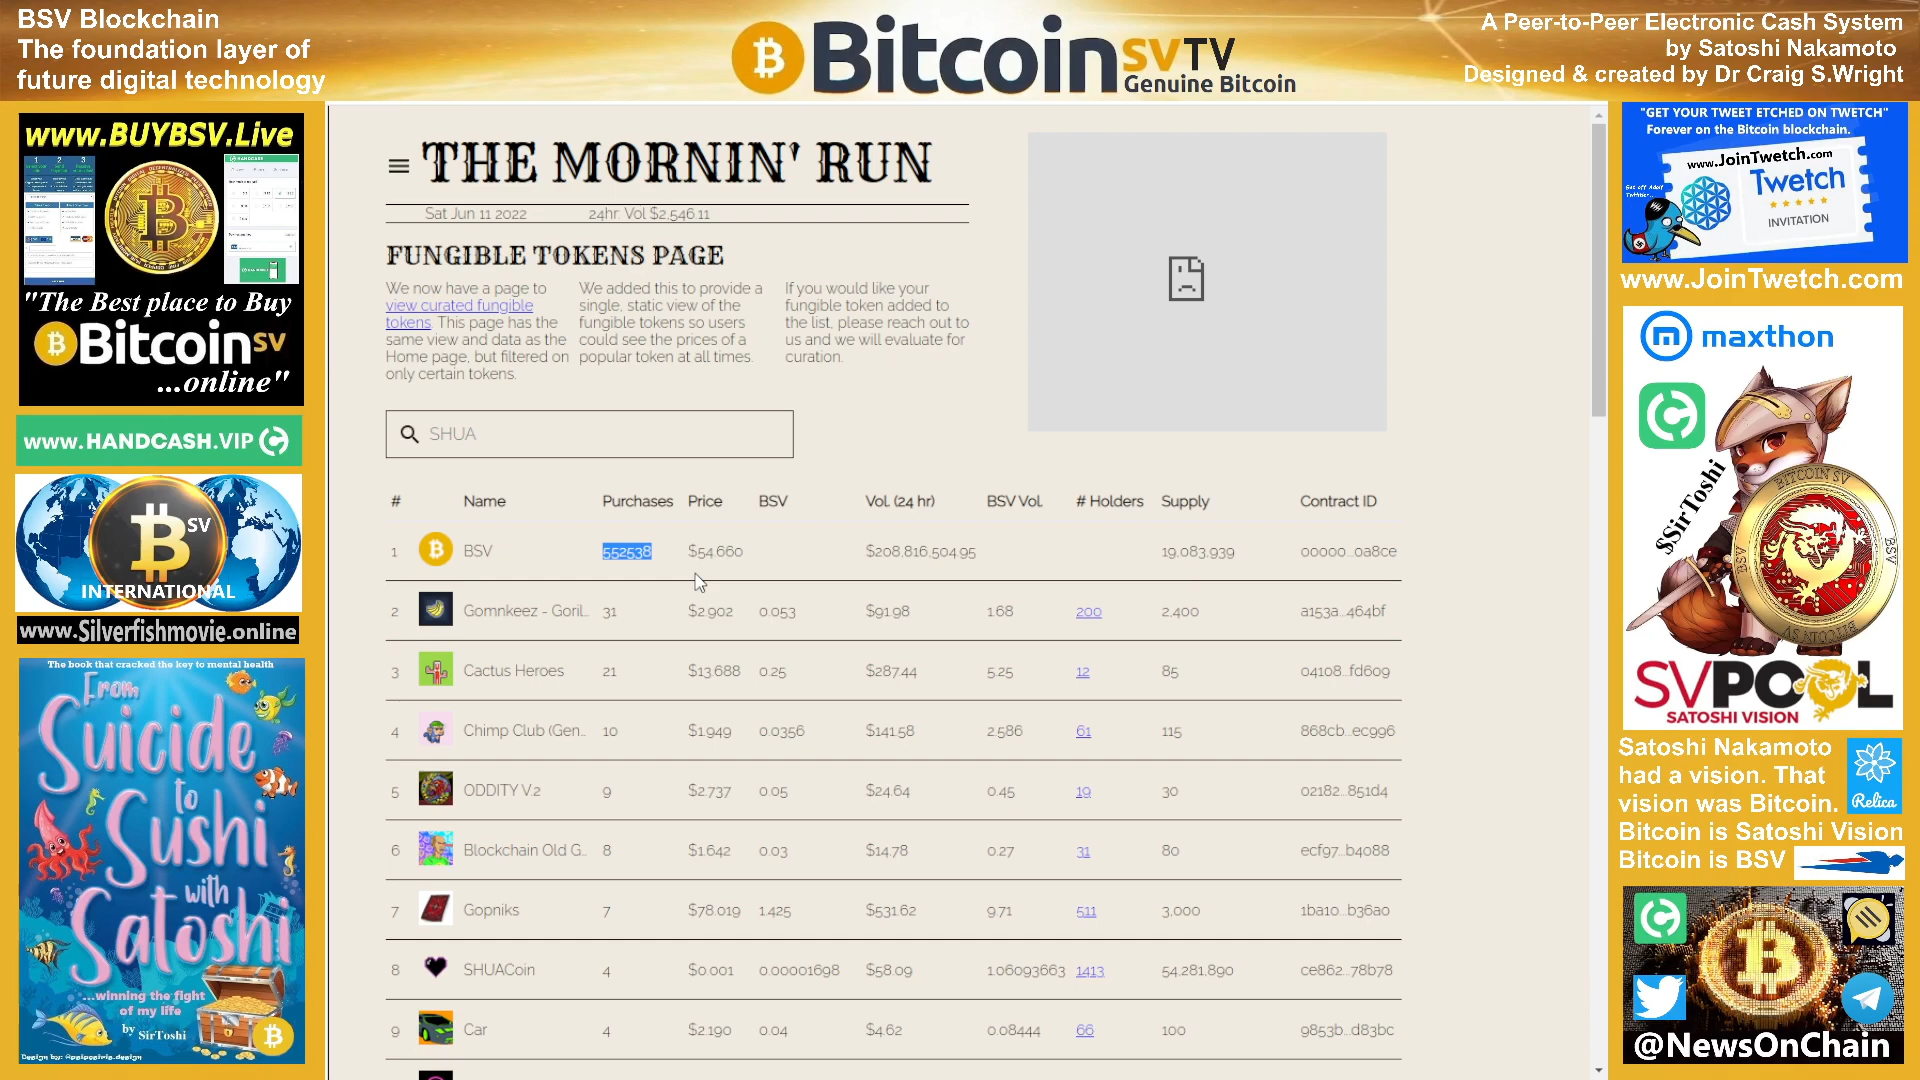 BSV Blockchain
The foundation layer of
future digital technology
Bitcoin SVTV
Genuine Bitcoin
A Peer-to-Peer Electronic Cash System
by Satoshi Nakamoto
Designed & created by Dr Craig S.Wright
www.BUYBSV.Live
"The Best place to Buy
Bitcoin SV
...online"
www.HANDCASH.VIP
SV
INTERNATIONAL
www.Silverfishmovie.online
The book that cracked the key to mental health
From
Suicide
to
Sushi
with
Satoshi
...winning the fight
of my life
by SirToshi
THE MORNIN' RUN
Sat Jun 11 2022 24hr. Vol $2,546.11
FUNGIBLE TOKENS PAGE
We now have a page to
view curated fungible
tokens. This page has the
same view and data as the
Home page, but filtered on
only certain tokens.
We added this to provide a
single, static view of the
fungible tokens so users
could see the prices of a
popular token at all times.
If you would like your
fungible token added to
the list, please reach out to
us and we will evaluate for
curation.
SHUA
# Name Purchases Price BSV Vol. (24 hr) BSV Vol. # Holders Supply Contract ID
1 BSV 552538 $54.660 $208,816,504.95 19,083,939 00000...0a8ce
2 Gomnkeez - Goril... 31 $2.902 0.053 $91.98 1.68 200 2,400 a153a...464bf
3 Cactus Heroes 21 $13.688 0.25 $287.44 5.25 12 85 04108...fd609
4 Chimp Club (Gen... 10 $1.949 0.0356 $141.58 2.586 61 115 868cb...ec996
5 ODDITY V.2 9 $2.737 0.05 $24.64 0.45 19 30 02182...851d4
6 Blockchain Old G... 8 $1.642 0.03 $14.78 0.27 31 80 ecf97...b4088
7 Gopniks 7 $78.019 1.425 $531.62 9.71 511 3,000 1ba10...b36a0
8 SHUACoin 4 $0.001 0.00001698 $58.09 1.06093663 1413 54,281,890 ce862...78b78
9 Car 4 $2.190 0.04 $4.62 0.08444 66 100 9853b...d83bc
"GET YOUR TWEET ETCHED ON TWETCH"
Forever on the Bitcoin blockchain.
www.JoinTwetch.com
Twetch
INVITATION
www.JoinTwetch.com
maxthon
$SirToshi
BITCOIN SV
SVPOOL
SATOSHI VISION
Satoshi Nakamoto
had a vision. That
vision was Bitcoin.
Relica
Bitcoin is Satoshi Vision
Bitcoin is BSV
@NewsOnChain